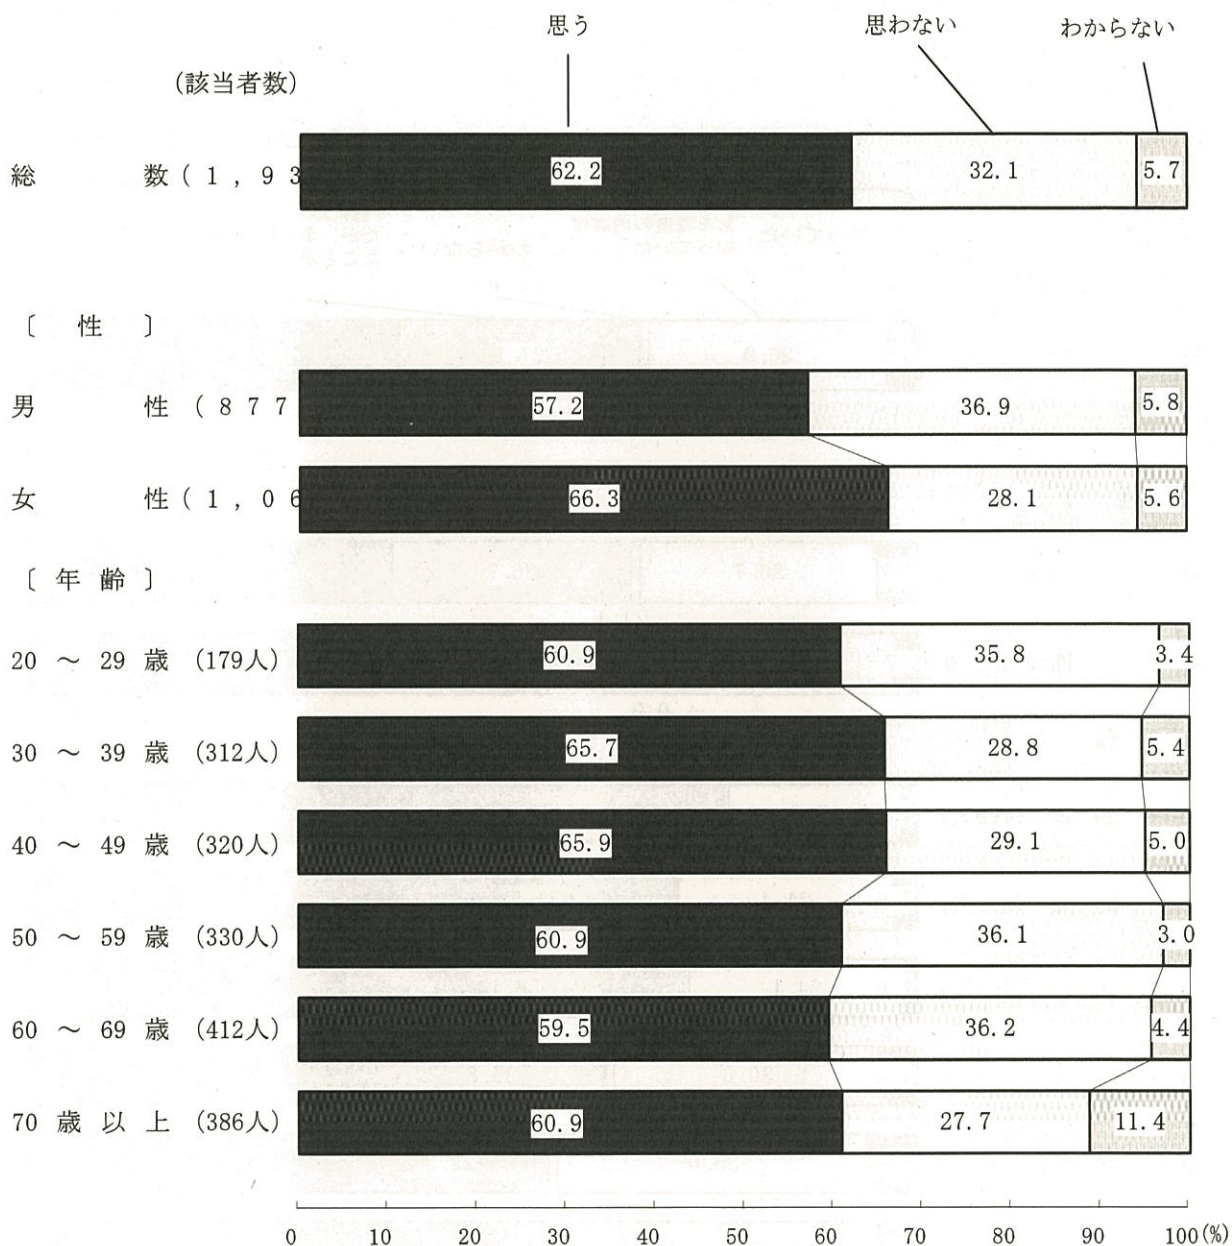 思う 思わない わからない
(該当者数)
総 数 ( 1 , 9 3
62.2 32.1 5.7
〔 性 〕
男 性 ( 8 7 7
57.2 36.9 5.8
女 性 ( 1 , 0 6
66.3 28.1 5.6
〔 年 齢 〕
20 ～ 29 歳 (179人)
60.9 35.8 3.4
30 ～ 39 歳 (312人)
65.7 28.8 5.4
40 ～ 49 歳 (320人)
65.9 29.1 5.0
50 ～ 59 歳 (330人)
60.9 36.1 3.0
60 ～ 69 歳 (412人)
59.5 36.2 4.4
70 歳 以 上 (386人)
60.9 27.7 11.4
0 10 20 30 40 50 60 70 80 90 100(%)